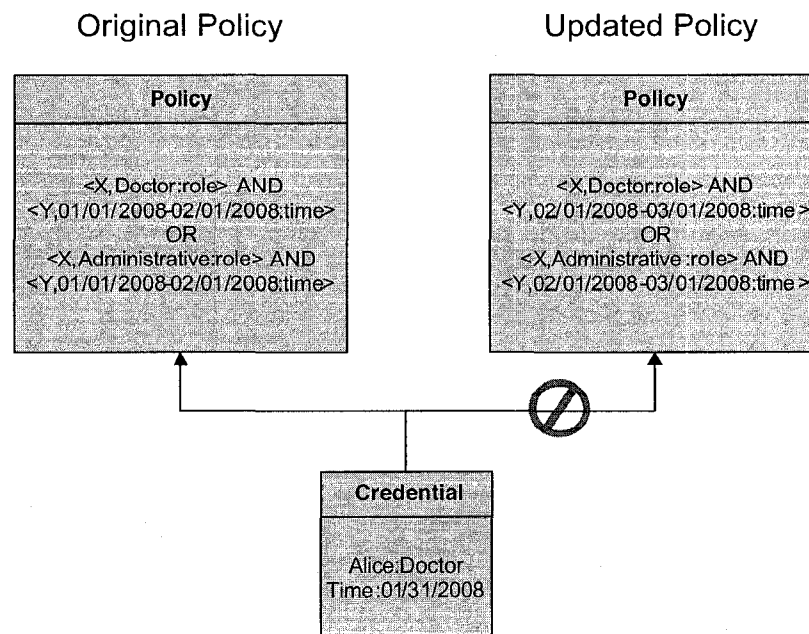 Original Policy
Updated Policy
Policy
<X,Doctor:role> AND
<Y,01/01/2008-02/01/2008:time>
OR
<X,Administrative:role> AND
<Y,01/01/2008-02/01/2008:time>
Policy
<X,Doctor:role> AND
<Y,02/01/2008-03/01/2008:time>
OR
<X,Administrative:role> AND
<Y,02/01/2008-03/01/2008:time>
Credential
Alice:Doctor
Time:01/31/2008